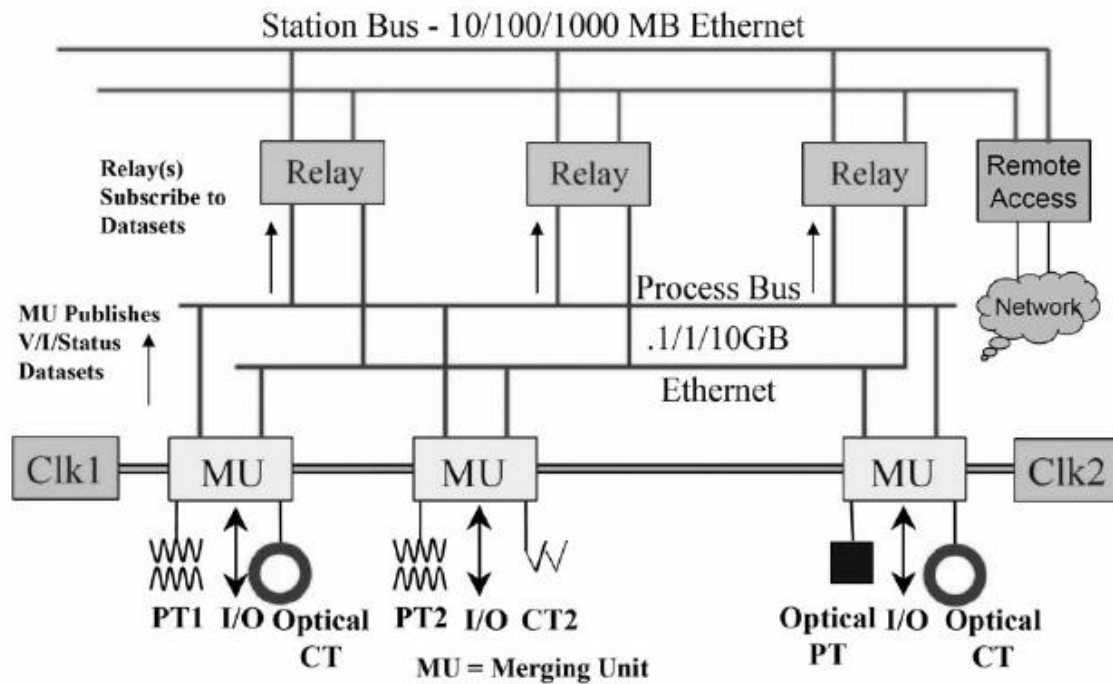 Station Bus - 10/100/1000 MB Ethernet
Relay(s)
Subscribe to
Datasets
Relay
Relay
Relay
Remote
Access
MU Publishes
V/I/Status
Datasets
Process Bus
.1/1/10GB
Ethernet
Network
Clk1
MU
MU
MU
Clk2
PT1
I/O
Optical
CT
PT2
I/O
CT2
Optical
PT
I/O
Optical
CT
MU = Merging Unit